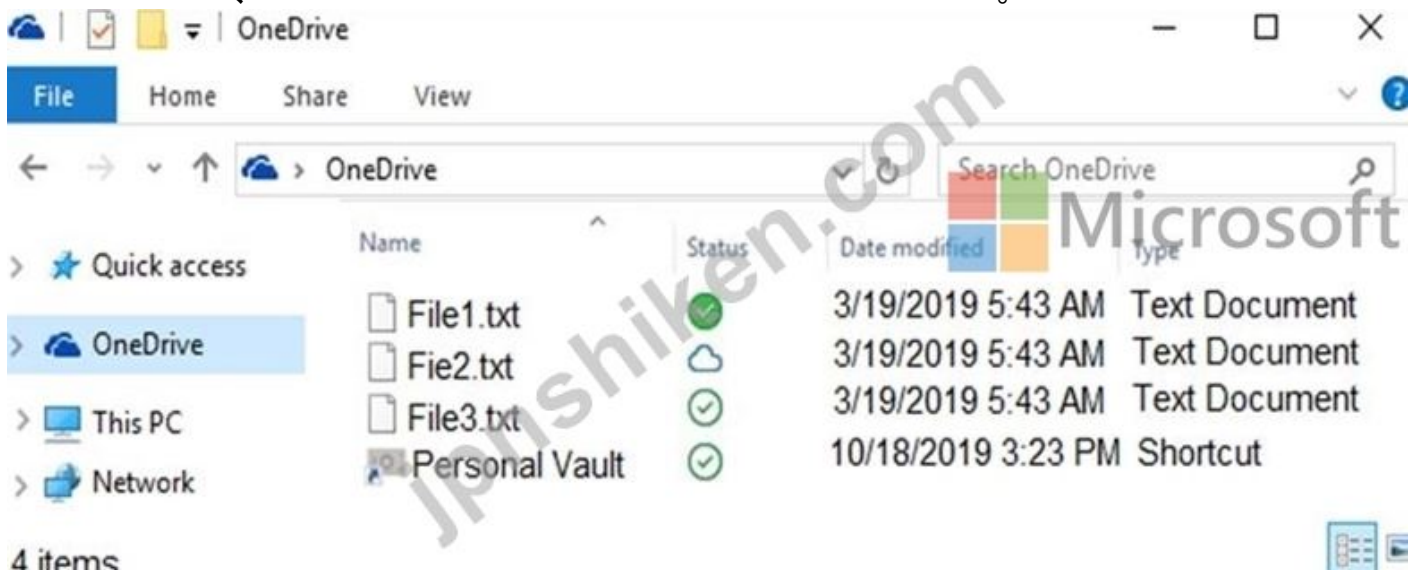 OneDrive
File Home Share View
OneDrive Search OneDrive
Microsoft
Name Status Date modified Type
Quick access
OneDrive
This PC
Network
File1.txt 3/19/2019 5:43 AM Text Document
Fie2.txt 3/19/2019 5:43 AM Text Document
File3.txt 3/19/2019 5:43 AM Text Document
Personal Vault 10/18/2019 3:23 PM Shortcut
4 items
jpnshiken.com